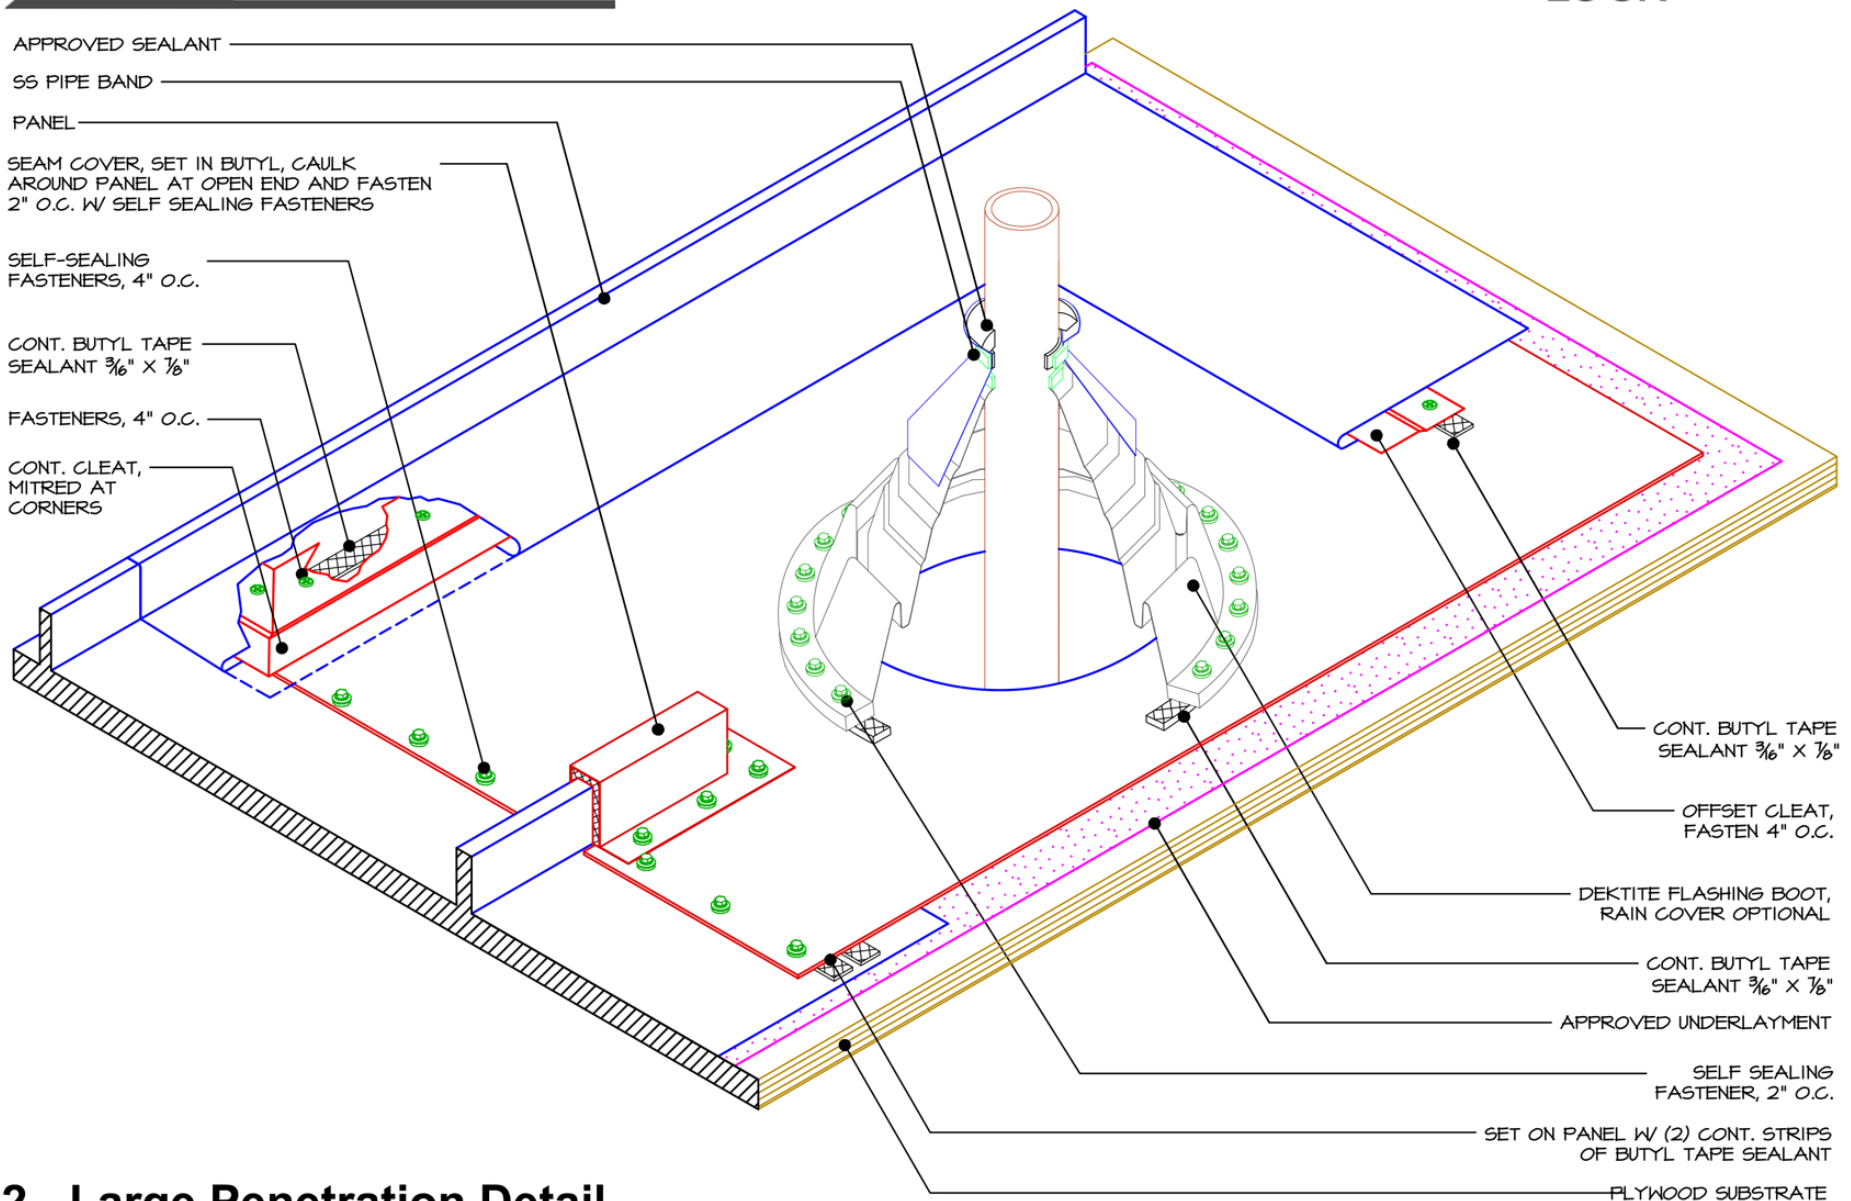 APPROVED SEALANT
SS PIPE BAND
PANEL
SEAM COVER, SET IN BUTYL, CAULK
AROUND PANEL AT OPEN END AND FASTEN
2" O.C. W/ SELF SEALING FASTENERS
SELF-SEALING
FASTENERS, 4" O.C.
CONT. BUTYL TAPE
SEALANT 3/16" X 7/8"
FASTENERS, 4" O.C.
CONT. CLEAT,
MITRED AT
CORNERS
CONT. BUTYL TAPE
SEALANT 3/16" X 7/8"
OFFSET CLEAT,
FASTEN 4" O.C.
DEKTITE FLASHING BOOT,
RAIN COVER OPTIONAL
CONT. BUTYL TAPE
SEALANT 3/16" X 7/8"
APPROVED UNDERLAYMENT
SELF SEALING
FASTENER, 2" O.C.
SET ON PANEL W/ (2) CONT. STRIPS
OF BUTYL TAPE SEALANT
PLYWOOD SUBSTRATE
2 Large Penetration Detail